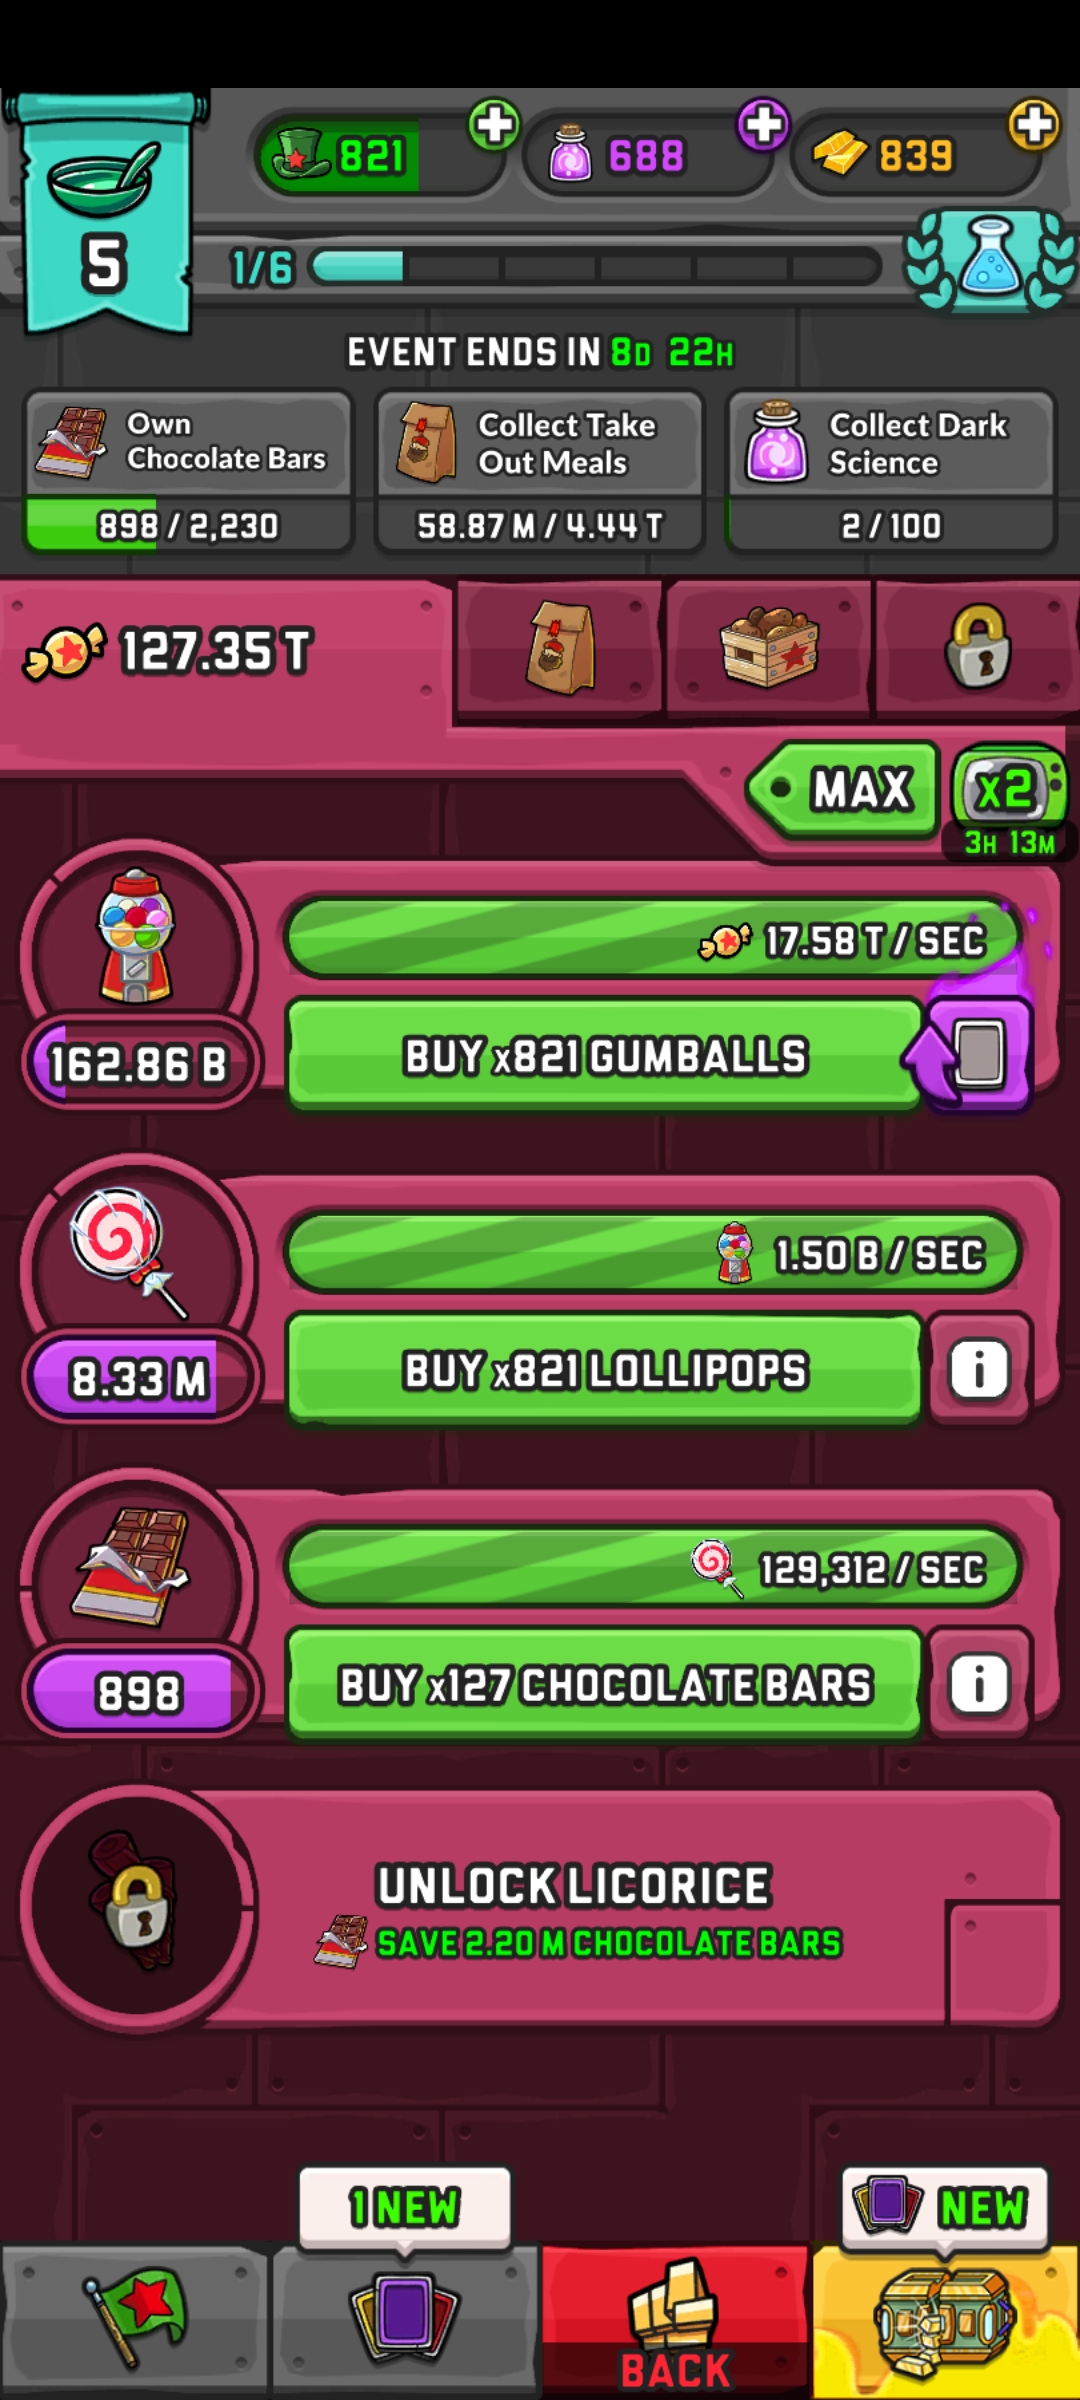 821
688
839
5
1/6
EVENT ENDS IN 8D 22H
Own
Chocolate Bars
898 / 2,230
Collect Take
Out Meals
58.87 M / 4.44 T
Collect Dark
Science
2 / 100
127.35 T
MAX
x2
3H 13M
17.58 T / SEC
162.86 B
BUY x821 GUMBALLS
1.50 B / SEC
8.33 M
BUY x821 LOLLIPOPS
i
129,312 / SEC
898
BUY x127 CHOCOLATE BARS
i
UNLOCK LICORICE
SAVE 2.20 M CHOCOLATE BARS
1 NEW
NEW
BACK